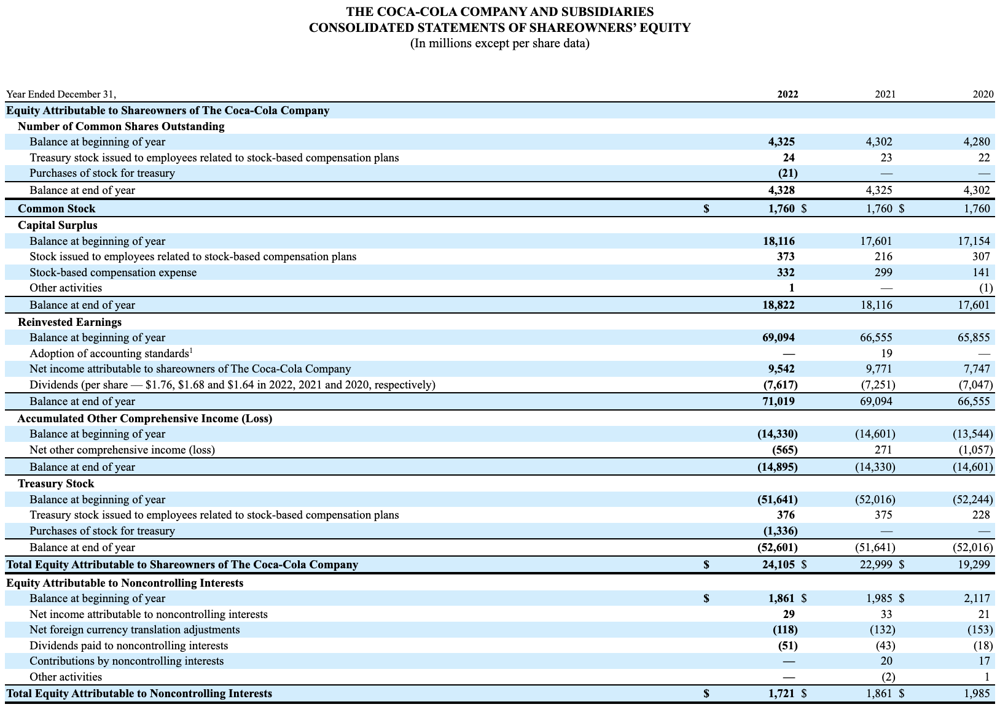 THE COCA-COLA COMPANY AND SUBSIDIARIES
CONSOLIDATED STATEMENTS OF SHAREOWNERS’ EQUITY
(In millions except per share data)
Year Ended December 31, 2022 2021 2020
Equity Attributable to Shareowners of The Coca-Cola Company
Number of Common Shares Outstanding
Balance at beginning of year 4,325 4,302 4,280
Treasury stock issued to employees related to stock-based compensation plans 24 23 22
Purchases of stock for treasury (21) — —
Balance at end of year 4,328 4,325 4,302
Common Stock $ 1,760 $ 1,760 $ 1,760
Capital Surplus
Balance at beginning of year 18,116 17,601 17,154
Stock issued to employees related to stock-based compensation plans 373 216 307
Stock-based compensation expense 332 299 141
Other activities 1 — (1)
Balance at end of year 18,822 18,116 17,601
Reinvested Earnings
Balance at beginning of year 69,094 66,555 65,855
Adoption of accounting standards¹ — 19 —
Net income attributable to shareowners of The Coca-Cola Company 9,542 9,771 7,747
Dividends (per share — $1.76, $1.68 and $1.64 in 2022, 2021 and 2020, respectively) (7,617) (7,251) (7,047)
Balance at end of year 71,019 69,094 66,555
Accumulated Other Comprehensive Income (Loss)
Balance at beginning of year (14,330) (14,601) (13,544)
Net other comprehensive income (loss) (565) 271 (1,057)
Balance at end of year (14,895) (14,330) (14,601)
Treasury Stock
Balance at beginning of year (51,641) (52,016) (52,244)
Treasury stock issued to employees related to stock-based compensation plans 376 375 228
Purchases of stock for treasury (1,336) — —
Balance at end of year (52,601) (51,641) (52,016)
Total Equity Attributable to Shareowners of The Coca-Cola Company $ 24,105 $ 22,999 $ 19,299
Equity Attributable to Noncontrolling Interests
Balance at beginning of year $ 1,861 $ 1,985 $ 2,117
Net income attributable to noncontrolling interests 29 33 21
Net foreign currency translation adjustments (118) (132) (153)
Dividends paid to noncontrolling interests (51) (43) (18)
Contributions by noncontrolling interests — 20 17
Other activities — (2) 1
Total Equity Attributable to Noncontrolling Interests $ 1,721 $ 1,861 $ 1,985